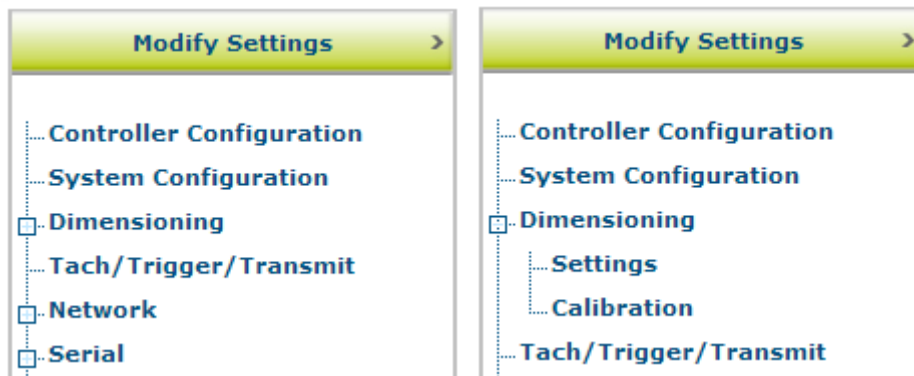 Modify Settings
Controller Configuration
System Configuration
Dimensioning
Tach/Trigger/Transmit
Network
Serial
Modify Settings
Controller Configuration
System Configuration
Dimensioning
Settings
Calibration
Tach/Trigger/Transmit